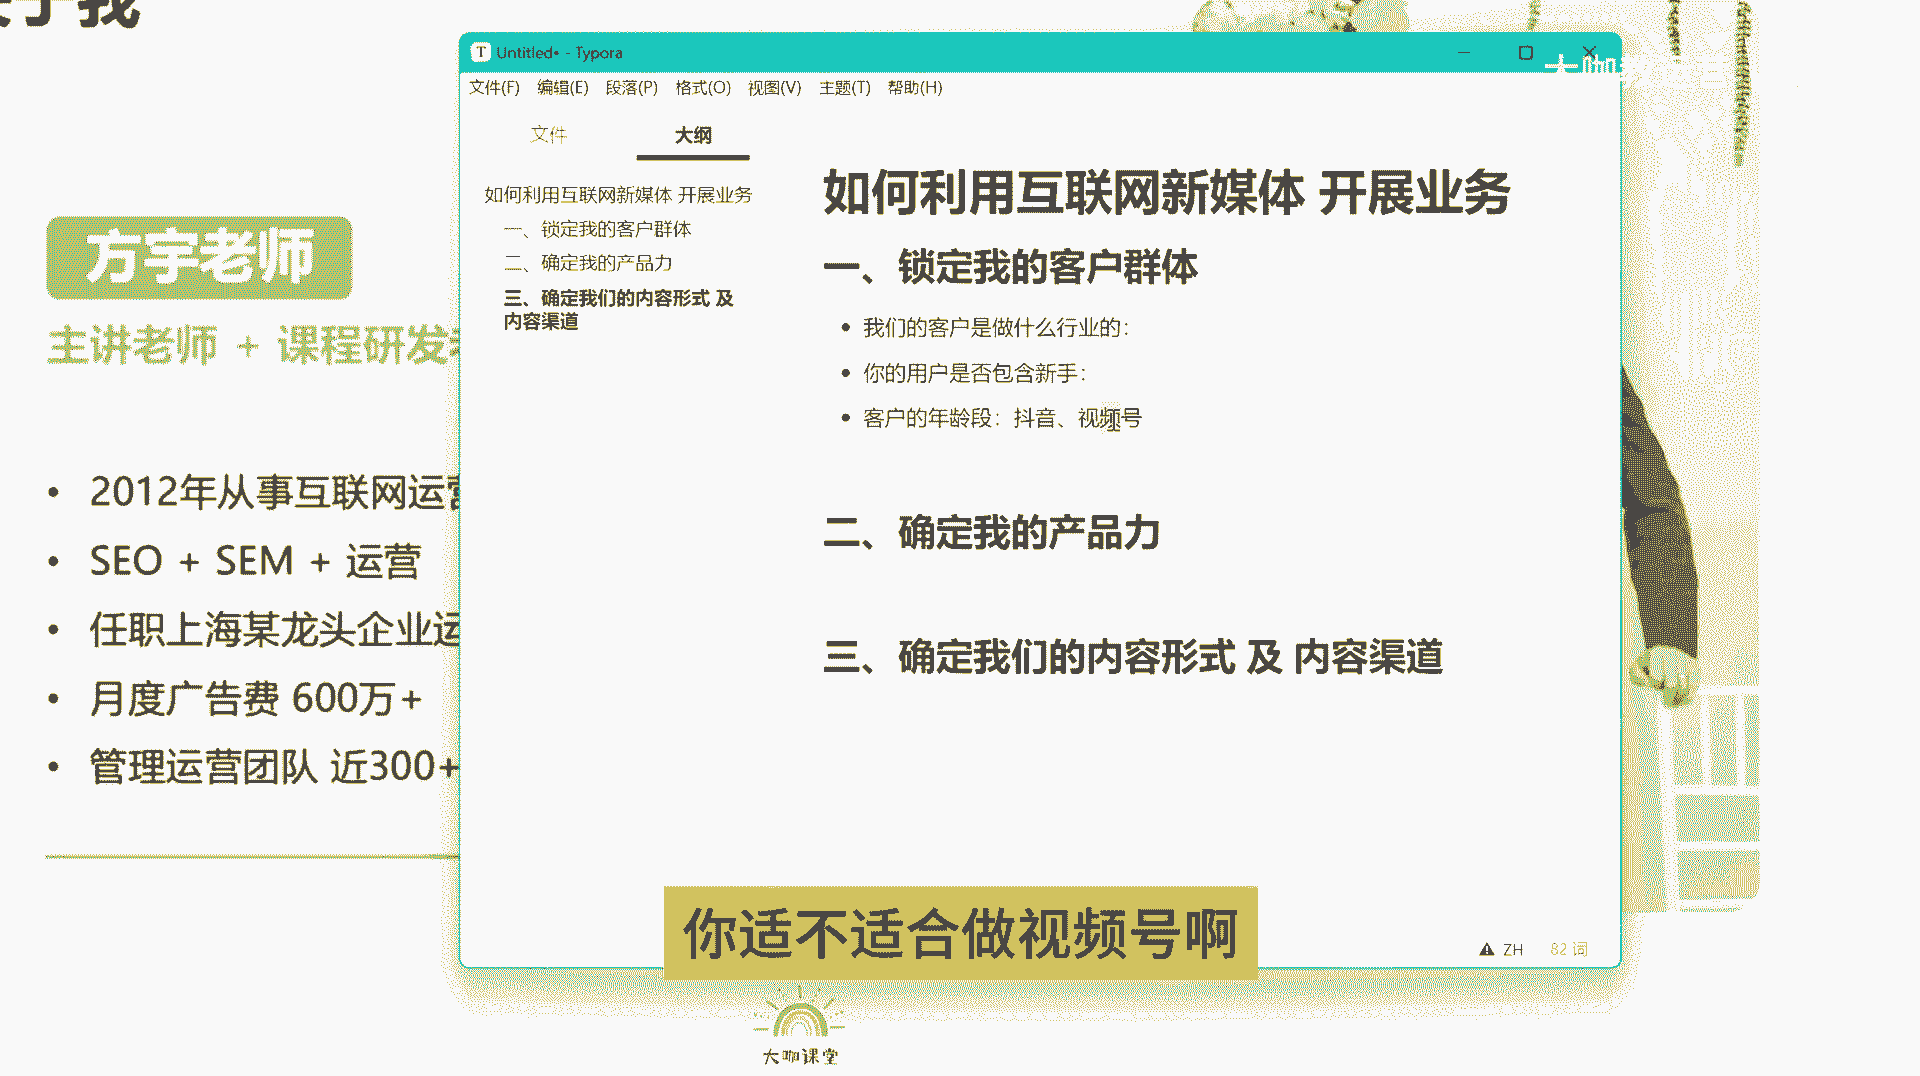 于我
方宇老师
主讲老师 + 课程研发
• 2012年从事互联网运营
• SEO + SEM + 运营
• 任职上海某龙头企业运
• 月度广告费 600万+
• 管理运营团队 近300+
T Untitled• - Typora
大咖
文件(F) 编辑(E) 段落(P) 格式(O) 视图(V) 主题(T) 帮助(H)
文件 大纲
如何利用互联网新媒体 开展业务
一、锁定我的客户群体
二、确定我的产品力
三、确定我们的内容形式 及
内容渠道
如何利用互联网新媒体 开展业务
一、锁定我的客户群体
• 我们的客户是做什么行业的：
• 你的用户是否包含新手：
• 客户的年龄段：抖音、视频号
二、确定我的产品力
三、确定我们的内容形式 及 内容渠道
ZH 82 词
你适不适合做视频号啊
大咖课堂